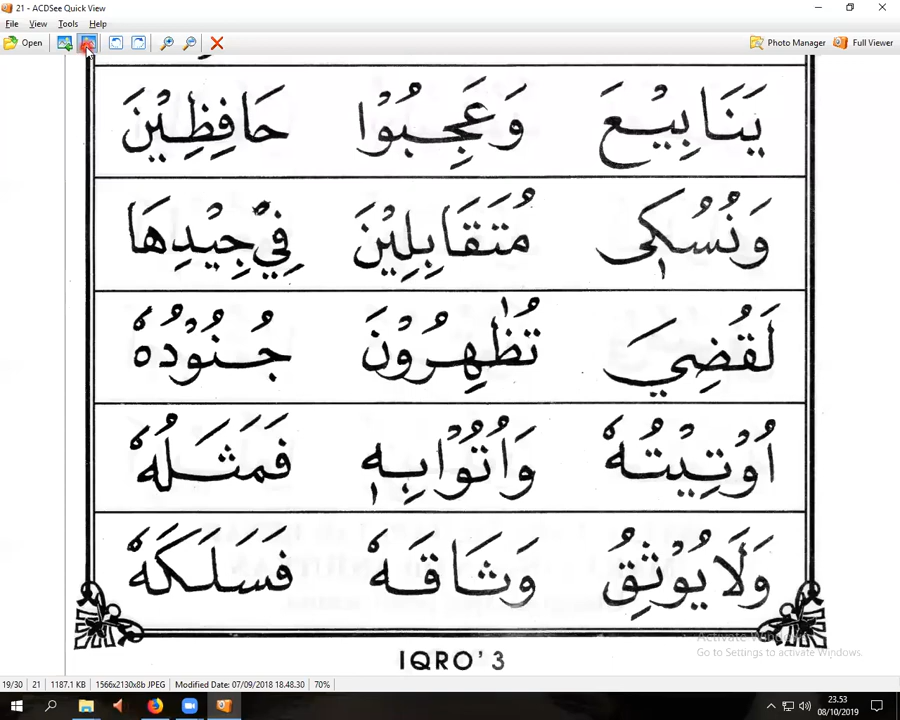 21 - ACDSee Quick View
File View Tools Help
Open Photo Manager Full Viewer
يَنَابِيْعَ وَعَجِبُوْا حَافِظِيْنَ
وَنُسُكِى مُتَقَابِلِيْنَ فِيْ جِيْدِهَا
لَقُضِيَ تُظْهِرُوْنَ جُنُوْدُهٗ
اُوْتِيْتُهٗ وَاُتُوْابِهٖ فَمَثَلُهٗ
وَلَا يُوْثِقُ وَثَاقَهٗ فَسَلَكَهٗ
IQRO' 3
Activate Windows
Go to Settings to activate Windows.
19/30 21 1187.1 KB 1566x2130x8b JPEG Modified Date: 07/09/2018 18.48.30 70%
23.53
08/10/2019